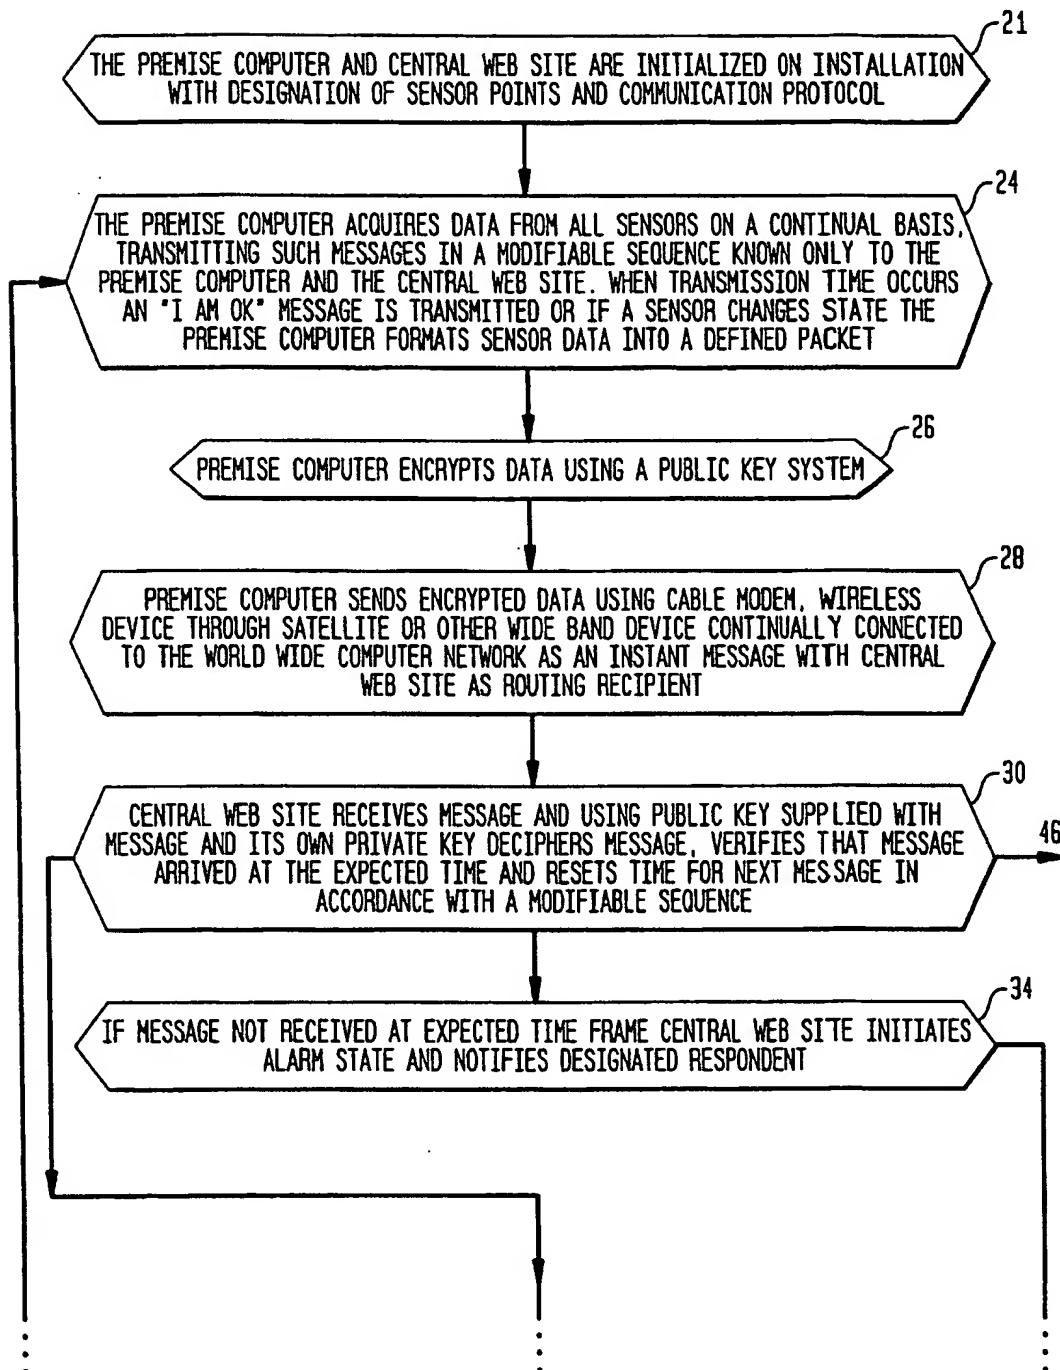 21
THE PREMISE COMPUTER AND CENTRAL WEB SITE ARE INITIALIZED ON INSTALLATION
WITH DESIGNATION OF SENSOR POINTS AND COMMUNICATION PROTOCOL
24
THE PREMISE COMPUTER ACQUIRES DATA FROM ALL SENSORS ON A CONTINUAL BASIS,
TRANSMITTING SUCH MESSAGES IN A MODIFIABLE SEQUENCE KNOWN ONLY TO THE
PREMISE COMPUTER AND THE CENTRAL WEB SITE. WHEN TRANSMISSION TIME OCCURS
AN "I AM OK" MESSAGE IS TRANSMITTED OR IF A SENSOR CHANGES STATE THE
PREMISE COMPUTER FORMATS SENSOR DATA INTO A DEFINED PACKET
26
PREMISE COMPUTER ENCRYPTS DATA USING A PUBLIC KEY SYSTEM
28
PREMISE COMPUTER SENDS ENCRYPTED DATA USING CABLE MODEM, WIRELESS
DEVICE THROUGH SATELLITE OR OTHER WIDE BAND DEVICE CONTINUALLY CONNECTED
TO THE WORLD WIDE COMPUTER NETWORK AS AN INSTANT MESSAGE WITH CENTRAL
WEB SITE AS ROUTING RECIPIENT
30
CENTRAL WEB SITE RECEIVES MESSAGE AND USING PUBLIC KEY SUPPLIED WITH
MESSAGE AND ITS OWN PRIVATE KEY DECIPHERS MESSAGE, VERIFIES THAT MESSAGE
ARRIVED AT THE EXPECTED TIME AND RESETS TIME FOR NEXT MESSAGE IN
ACCORDANCE WITH A MODIFIABLE SEQUENCE
46
34
IF MESSAGE NOT RECEIVED AT EXPECTED TIME FRAME CENTRAL WEB SITE INITIATES
ALARM STATE AND NOTIFIES DESIGNATED RESPONDENT